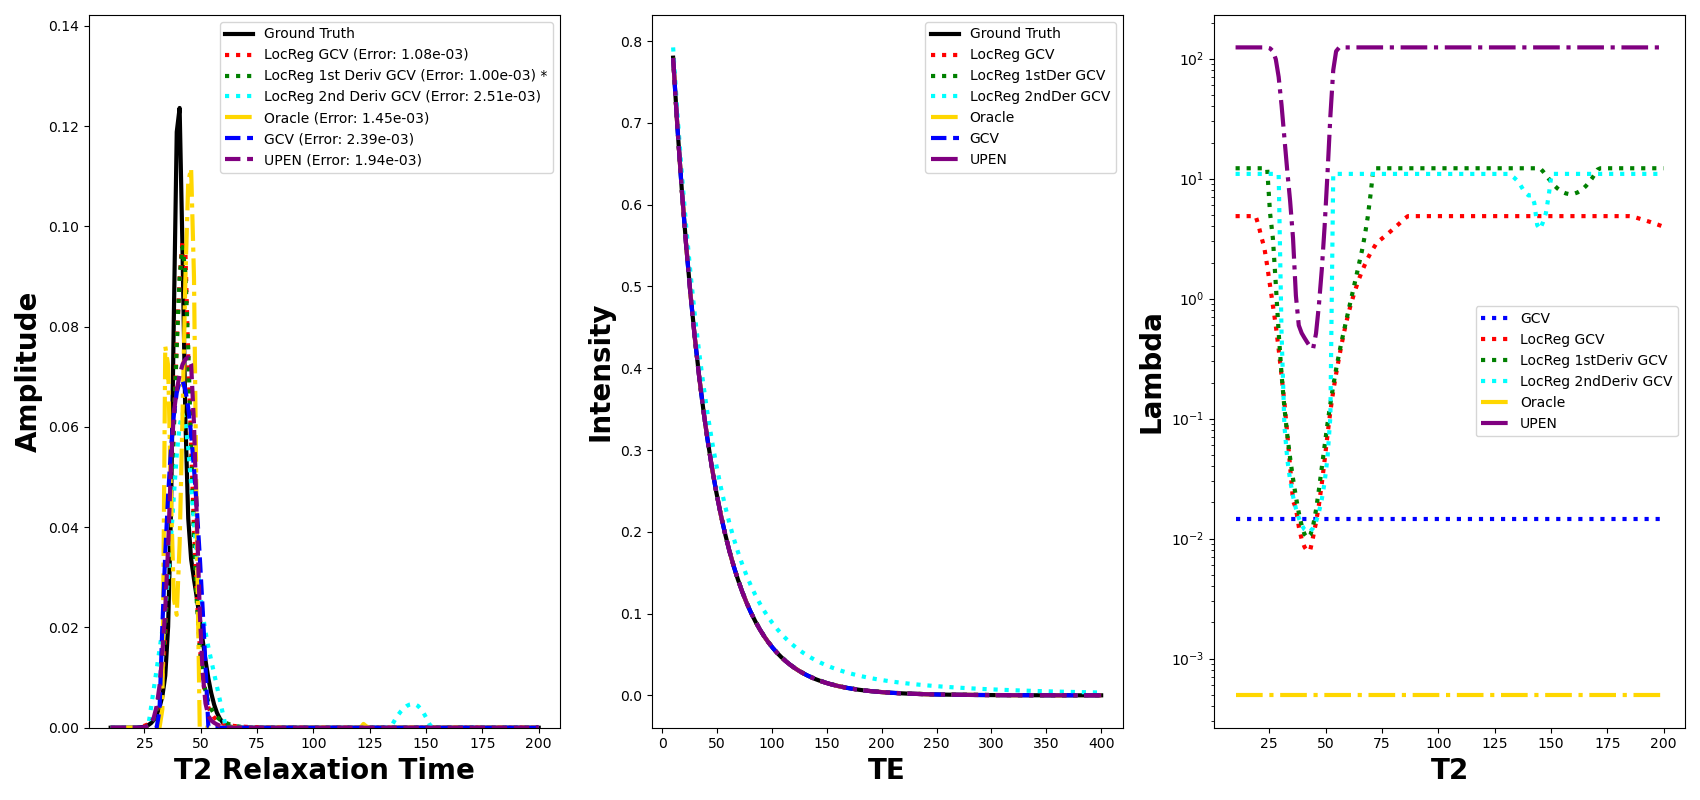 0.14
0.12
0.10
0.08
0.06
0.04
0.02
0.00
Amplitude
Ground Truth
LocReg GCV (Error: 1.08e-03)
LocReg 1st Deriv GCV (Error: 1.00e-03) *
LocReg 2nd Deriv GCV (Error: 2.51e-03)
Oracle (Error: 1.45e-03)
GCV (Error: 2.39e-03)
UPEN (Error: 1.94e-03)
25 50 75 100 125 150 175 200
T2 Relaxation Time
0.8
0.7
0.6
0.5
0.4
0.3
0.2
0.1
0.0
Intensity
Ground Truth
LocReg GCV
LocReg 1stDer GCV
LocReg 2ndDer GCV
Oracle
GCV
UPEN
0 50 100 150 200 250 300 350 400
TE
10²
10¹
10⁰
10⁻¹
10⁻²
10⁻³
Lambda
GCV
LocReg GCV
LocReg 1stDeriv GCV
LocReg 2ndDeriv GCV
Oracle
UPEN
25 50 75 100 125 150 175 200
T2